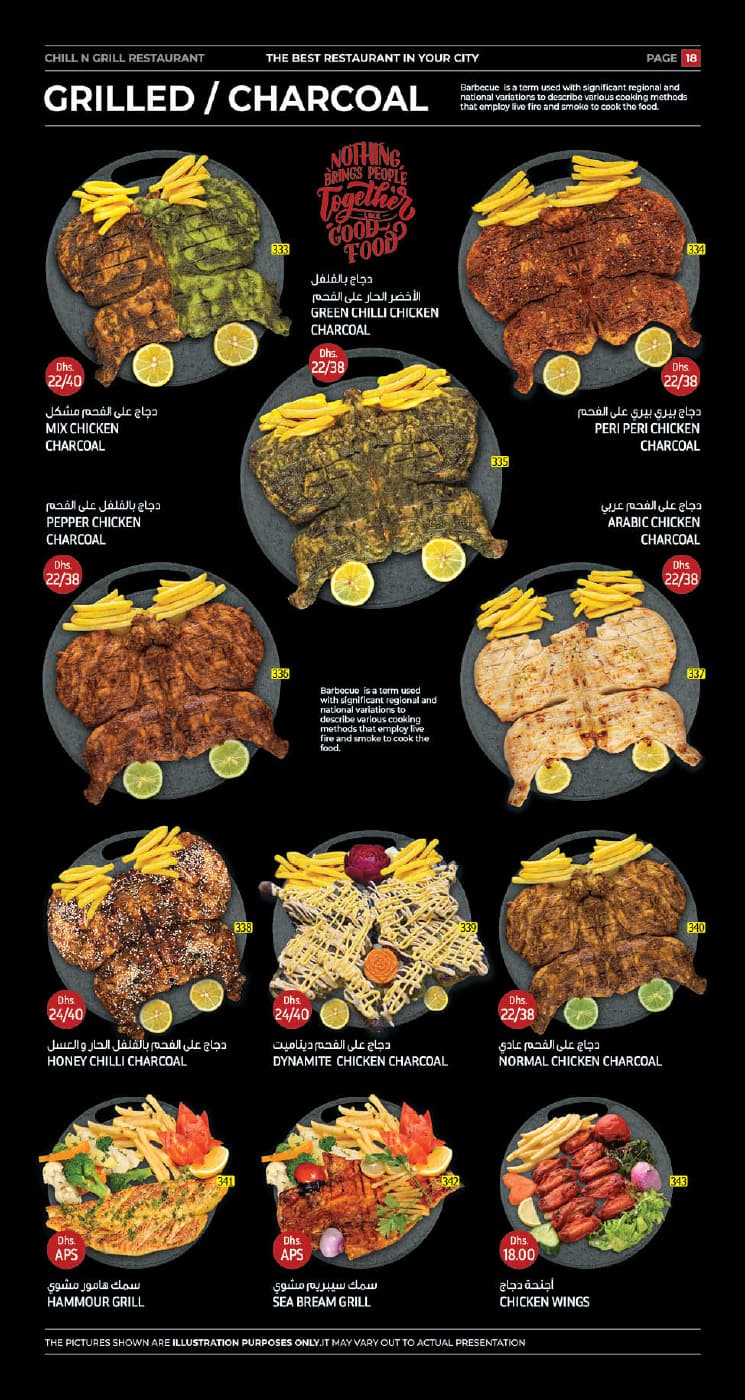 CHILL N GRILL RESTAURANT
THE BEST RESTAURANT IN YOUR CITY
PAGE 18
GRILLED / CHARCOAL
Barbecue is a term used with significant regional and
national variations to describe various cooking methods
that employ live fire and smoke to cook the food.
NOTHING
BRINGS PEOPLE
Together
LIKE
GOOD
FOOD
333
Dhs.
22/40
دجاج على الفحم مشكل
MIX CHICKEN
CHARCOAL
دجاج بالفلفل
الأخضر الحار على الفحم
GREEN CHILLI CHICKEN
CHARCOAL
Dhs.
22/38
335
334
Dhs.
22/38
دجاج بيري بيري على الفحم
PERI PERI CHICKEN
CHARCOAL
دجاج بالفلفل على الفحم
PEPPER CHICKEN
CHARCOAL
Dhs.
22/38
336
Barbecue is a term used
with significant regional and
national variations to
describe various cooking
methods that employ live
fire and smoke to cook the
food.
دجاج على الفحم عربي
ARABIC CHICKEN
CHARCOAL
Dhs.
22/38
337
338
Dhs.
24/40
دجاج على الفحم بالفلفل الحار و العسل
HONEY CHILLI CHARCOAL
339
Dhs.
24/40
دجاج على الفحم ديناميت
DYNAMITE CHICKEN CHARCOAL
340
Dhs.
22/38
دجاج على الفحم عادي
NORMAL CHICKEN CHARCOAL
341
Dhs.
APS
سمك هامور مشوي
HAMMOUR GRILL
342
Dhs.
APS
سمك سيبريم مشوي
SEA BREAM GRILL
343
Dhs.
18.00
أجنحة دجاج
CHICKEN WINGS
THE PICTURES SHOWN ARE ILLUSTRATION PURPOSES ONLY.IT MAY VARY OUT TO ACTUAL PRESENTATION